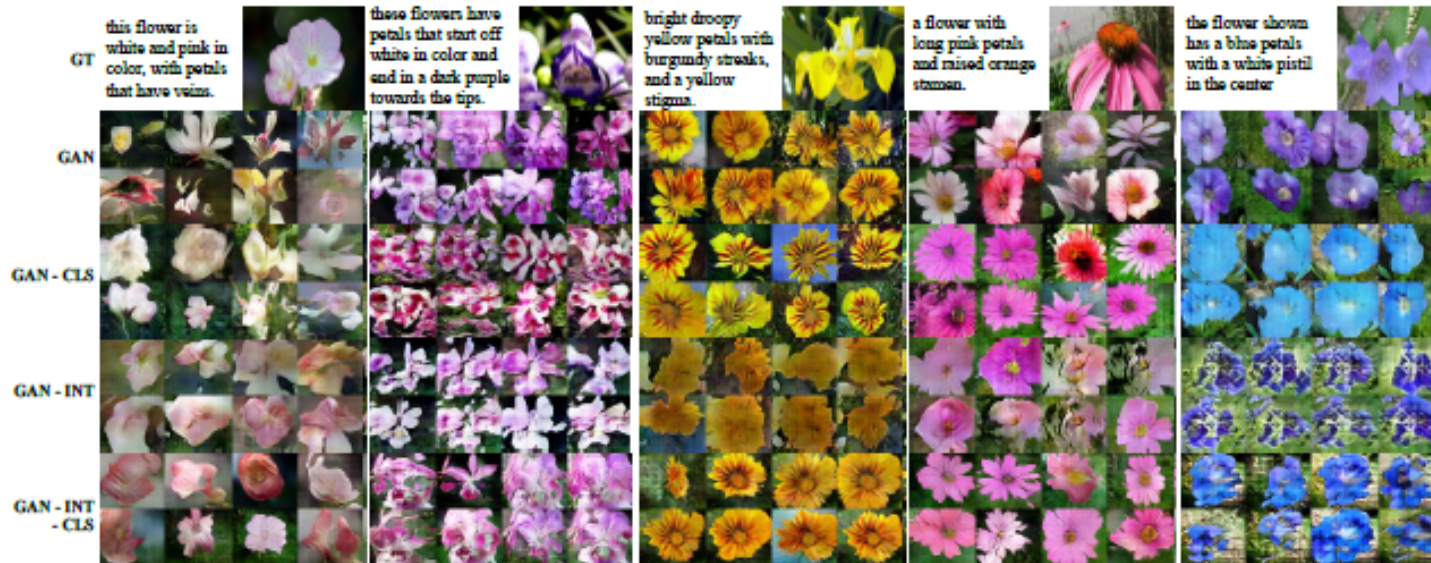 GT
this flower is
white and pink in
color, with petals
that have veins.
these flowers have
petals that start off
white in color and
end in a dark purple
towards the tips.
bright droopy
yellow petals with
burgundy streaks,
and a yellow
stigma.
a flower with
long pink petals
and raised orange
stamen.
the flower shown
has a blue petals
with a white pistil
in the center
GAN
GAN - CLS
GAN - INT
GAN - INT
- CLS